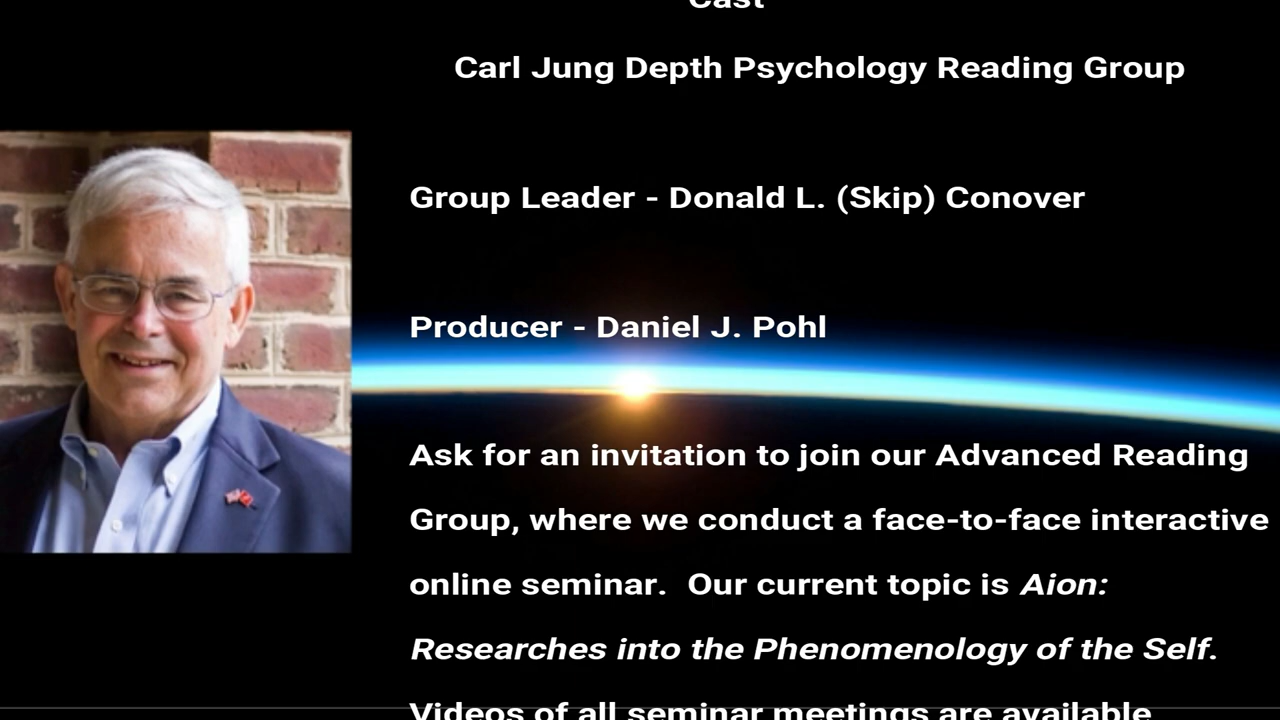 Cast
Carl Jung Depth Psychology Reading Group
Group Leader - Donald L. (Skip) Conover
Producer - Daniel J. Pohl
Ask for an invitation to join our Advanced Reading
Group, where we conduct a face-to-face interactive
online seminar. Our current topic is Aion:
Researches into the Phenomenology of the Self.
Videos of all seminar meetings are available